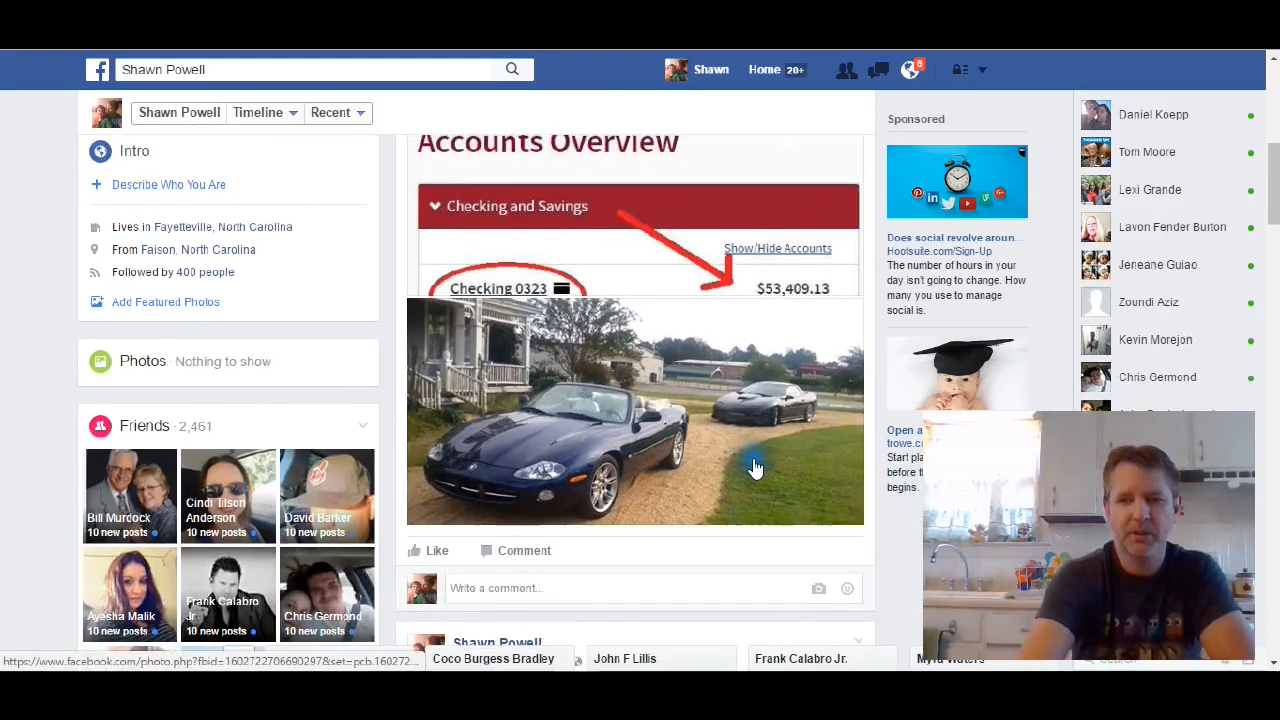 Shawn Powell
Shawn
Home 20+
6
Shawn Powell
Timeline
Recent
Intro
Describe Who You Are
Lives in Fayetteville, North Carolina
From Faison, North Carolina
Followed by 400 people
Add Featured Photos
Photos · Nothing to show
Friends · 2,461
Bill Murdock
10 new posts
Cindi Tilson
Anderson
10 new posts
David Barker
10 new posts
Ayesha Malik
10 new posts
Frank Calabro
Jr.
10 new posts
Chris Germond
10 new posts
Accounts Overview
Checking and Savings
Show/Hide Accounts
Checking 0323
$53,409.13
Like
Comment
Write a comment...
Shawn Powell
Sponsored
Does social revolve aroun...
Hootsuite.com/Sign-Up
The number of hours in your
day isn't going to change. How
many you use to manage
social is.
Open a
trowe.c
Start pla
before th
begins.
Daniel Koepp
Tom Moore
Lexi Grande
Lavon Fender Burton
Jeneane Guiao
Zoundi Aziz
Kevin Morejon
Chris Germond
https://www.facebook.com/photo.php?fbid=1602722706690297&set=pcb.160272...
Coco Burgess Bradley
John F Lillis
Frank Calabro Jr.
Myra Waters
Search